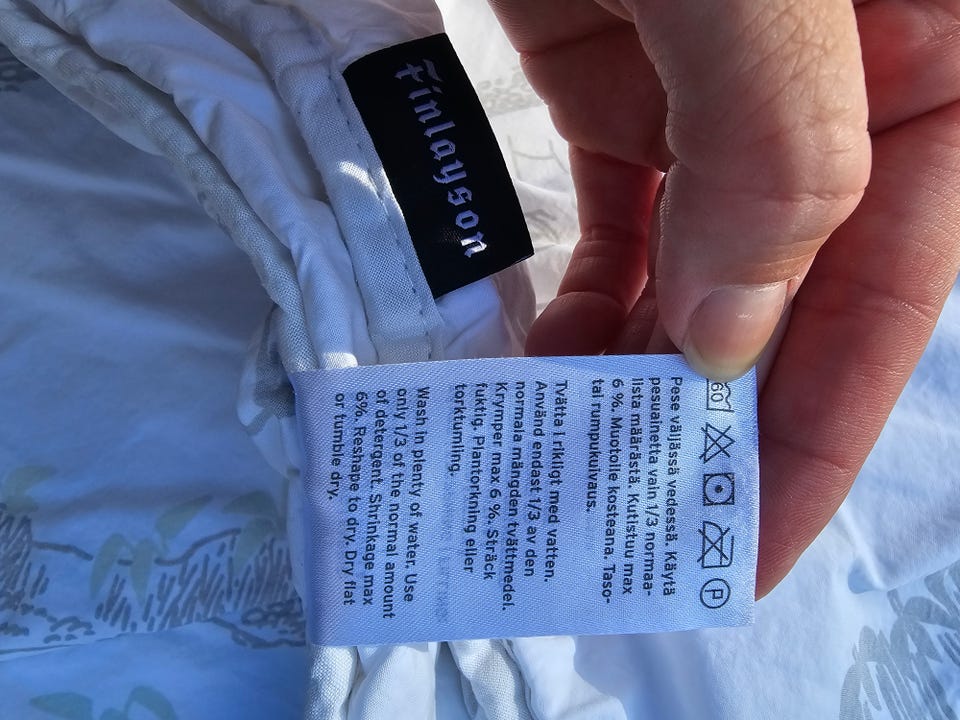 Finlayson
60 P
Pese väljässä vedessä. Käytä
pesuainetta vain 1/3 normaa-
lista määrästä. Kutistuu max
6 %. Muotoile kosteana. Taso-
tai rumpukuivaus.
Tvätta i rikligt med vatten.
Använd endast 1/3 av den
normala mängden tvättmedel.
Krymper max 6 %. Sträck
fuktig. Plantorkning eller
torktumling.
Wash in plenty of water. Use
only 1/3 of the normal amount
of detergent. Shrinkage max
6%. Reshape to dry. Dry flat
or tumble dry.